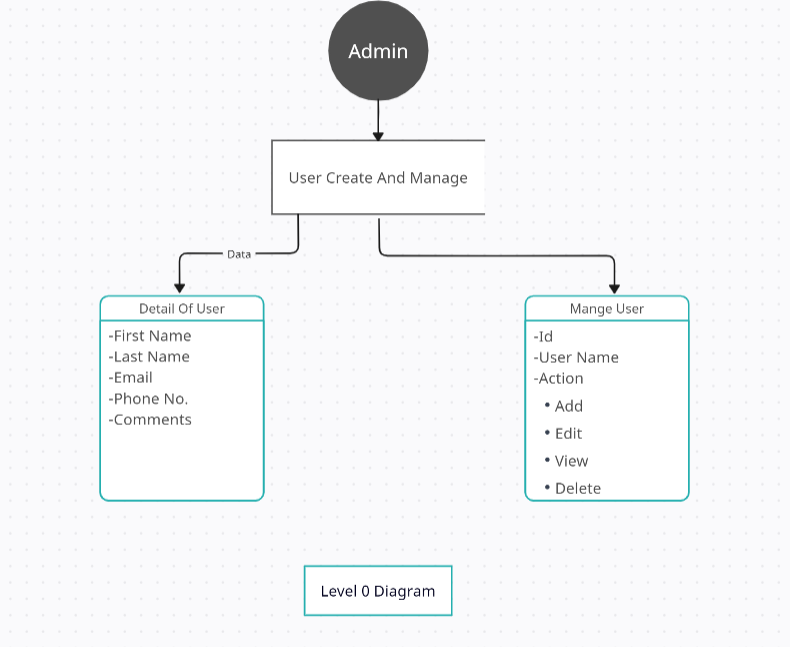 Admin
User Create And Manage
Data
Detail Of User
-First Name
-Last Name
-Email
-Phone No.
-Comments
Mange User
-Id
-User Name
-Action
• Add
• Edit
• View
• Delete
Level 0 Diagram